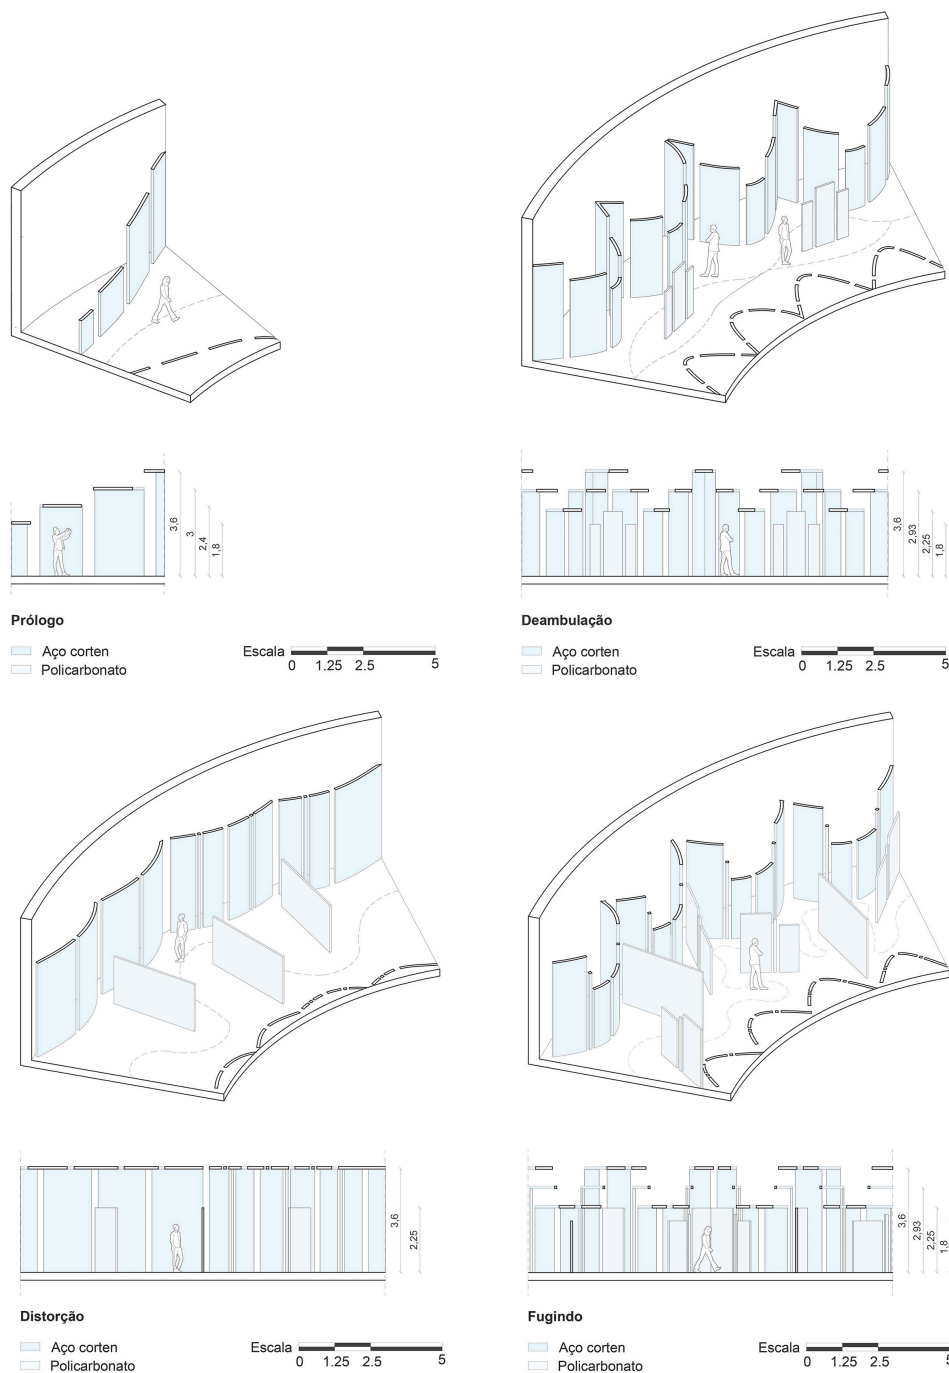 3,6
3
2,4
1,8
Prólogo
Aço corten
Policarbonato
Escala
0 1.25 2.5 5
3,6
2,93
2,25
1,8
Deambulação
Aço corten
Policarbonato
Escala
0 1.25 2.5 5
3,6
2,25
Distorção
Aço corten
Policarbonato
Escala
0 1.25 2.5 5
3,6
2,93
2,25
1,8
Fugindo
Aço corten
Policarbonato
Escala
0 1.25 2.5 5